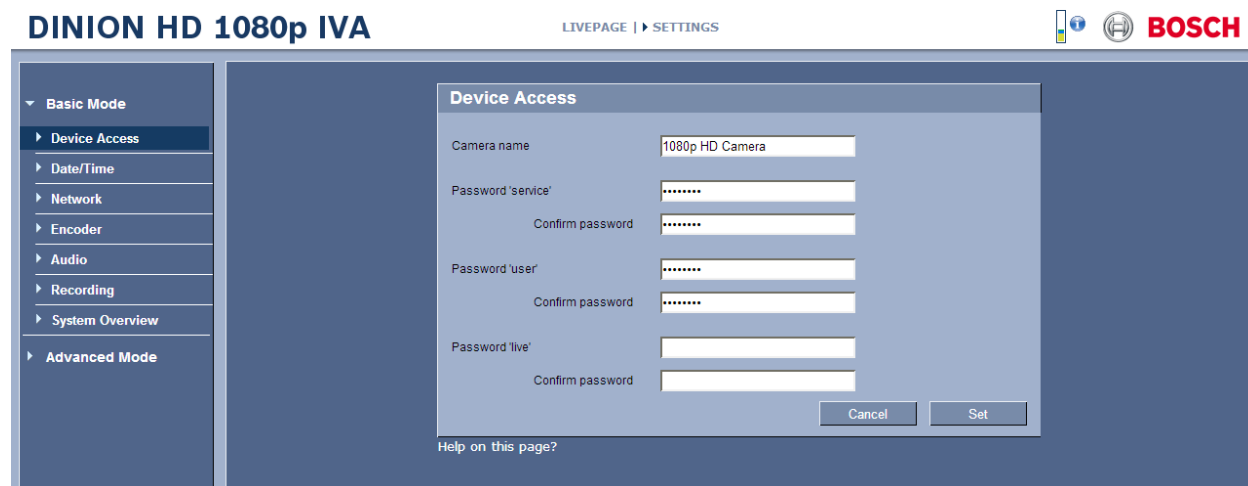 DINION HD 1080p IVA
LIVEPAGE | SETTINGS
BOSCH
Basic Mode
Device Access
Date/Time
Network
Encoder
Audio
Recording
System Overview
Advanced Mode
Device Access
Camera name 1080p HD Camera
Password 'service' ••••••••
Confirm password ••••••••
Password 'user' ••••••••
Confirm password ••••••••
Password 'live'
Confirm password
Cancel Set
Help on this page?